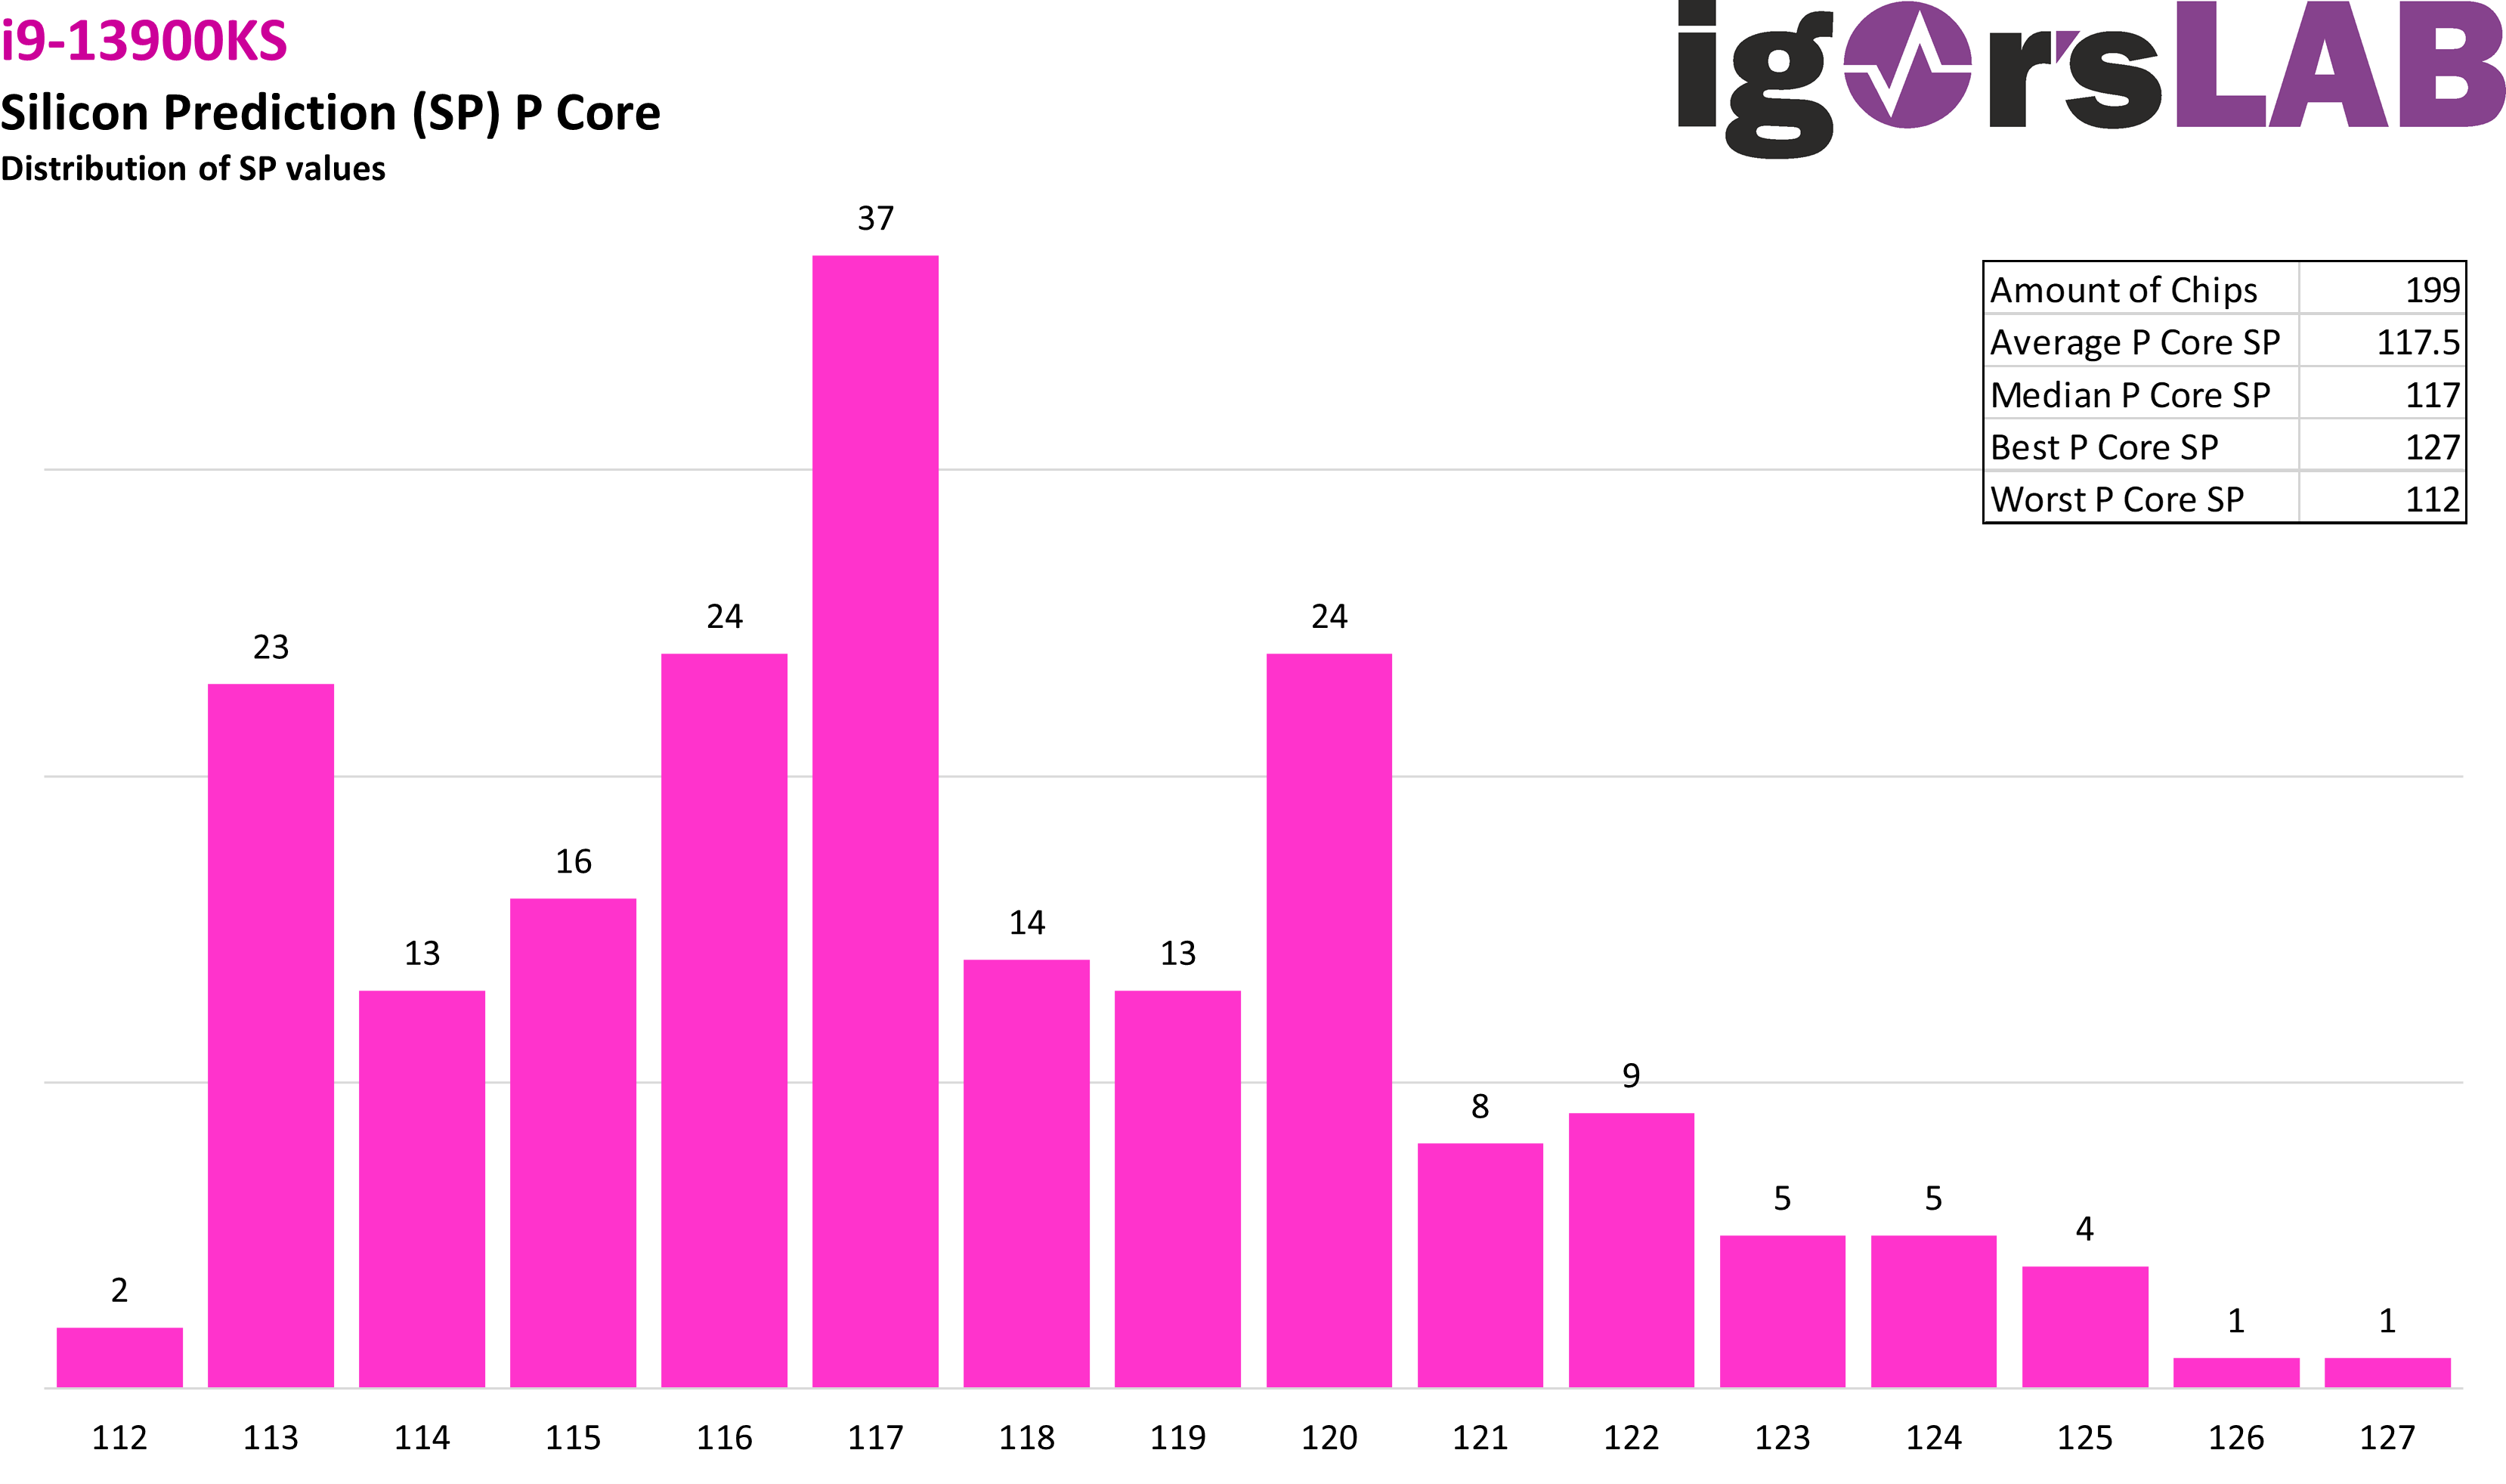 i9-13900KS
igor'sLAB
Silicon Prediction (SP) P Core
Distribution of SP values
Amount of Chips 199
Average P Core SP 117.5
Median P Core SP 117
Best P Core SP 127
Worst P Core SP 112
2 23 13 16 24 37 14 13 24 8 9 5 5 4 1 1
112 113 114 115 116 117 118 119 120 121 122 123 124 125 126 127